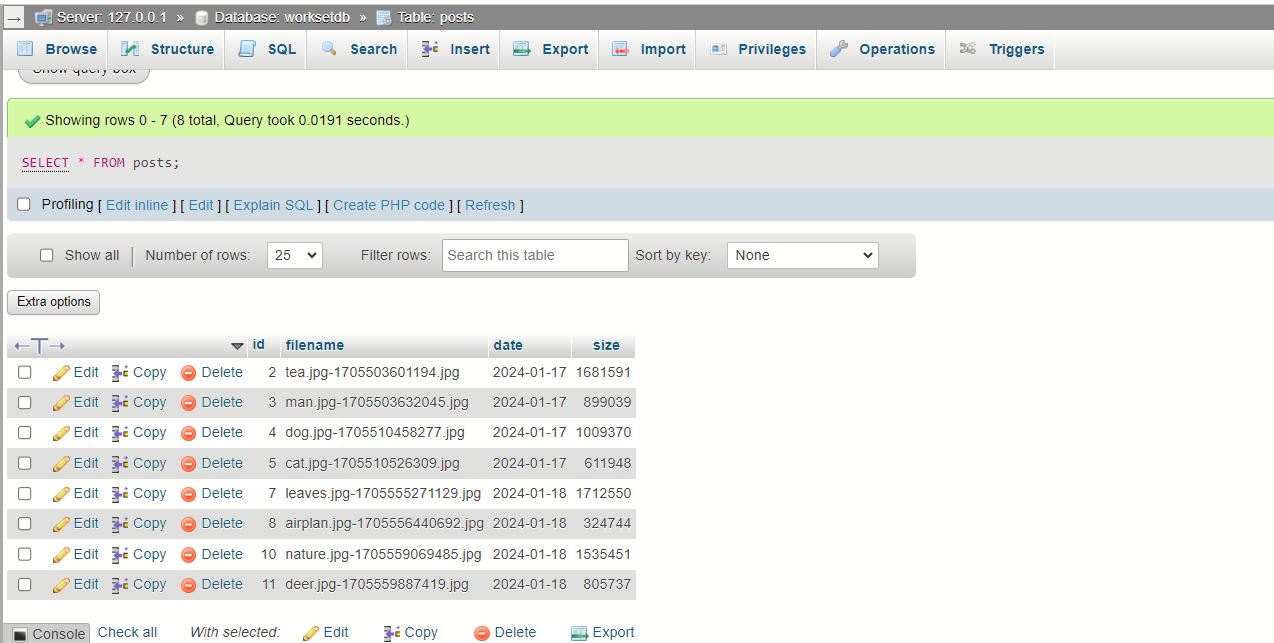 Server: 127.0.0.1 » Database: worksetdb » Table: posts
Browse Structure SQL Search Insert Export Import Privileges Operations Triggers
Show query box
Showing rows 0 - 7 (8 total, Query took 0.0191 seconds.)
SELECT * FROM posts;
Profiling [ Edit inline ] [ Edit ] [ Explain SQL ] [ Create PHP code ] [ Refresh ]
Show all | Number of rows: 25 Filter rows: Search this table Sort by key: None
Extra options
←T→ id filename date size
Edit Copy Delete 2 tea.jpg-1705503601194.jpg 2024-01-17 1681591
Edit Copy Delete 3 man.jpg-1705503632045.jpg 2024-01-17 899039
Edit Copy Delete 4 dog.jpg-1705510458277.jpg 2024-01-17 1009370
Edit Copy Delete 5 cat.jpg-1705510526309.jpg 2024-01-17 611948
Edit Copy Delete 7 leaves.jpg-1705555271129.jpg 2024-01-18 1712550
Edit Copy Delete 8 airplan.jpg-1705556440692.jpg 2024-01-18 324744
Edit Copy Delete 10 nature.jpg-1705559069485.jpg 2024-01-18 1535451
Edit Copy Delete 11 deer.jpg-1705559887419.jpg 2024-01-18 805737
Console Check all With selected: Edit Copy Delete Export